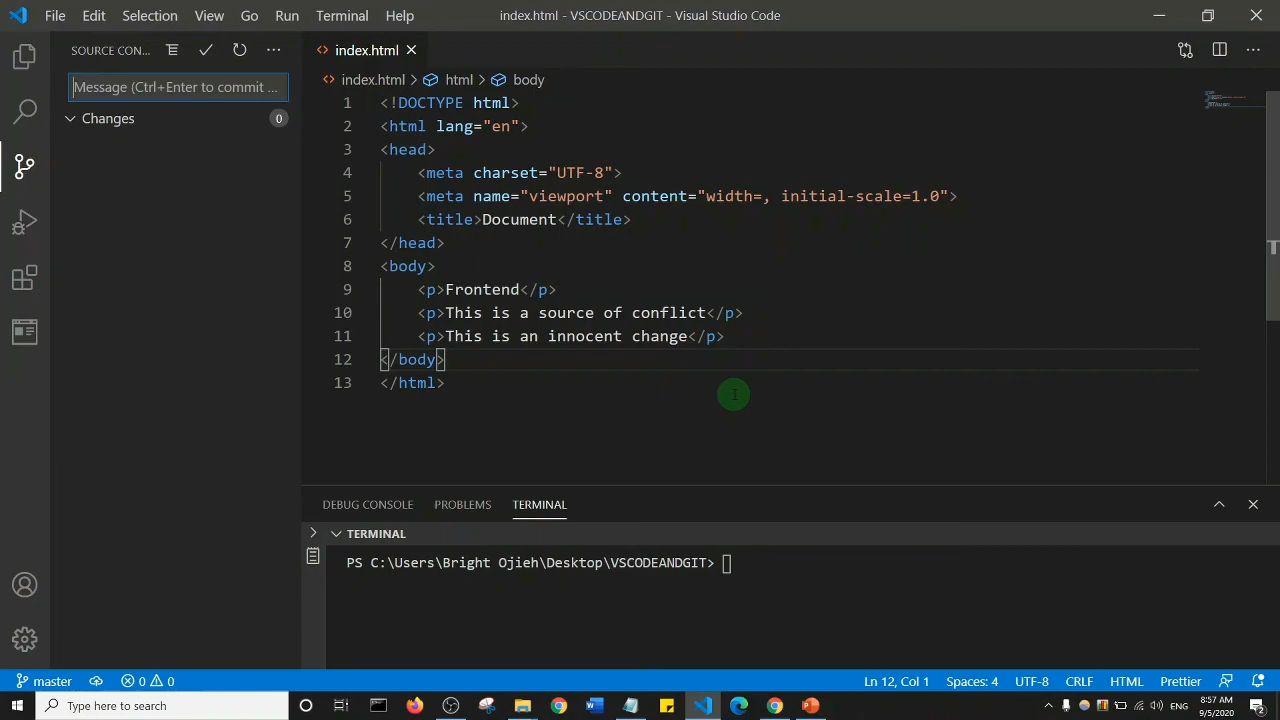 File Edit Selection View Go Run Terminal Help
index.html - VSCODEANDGIT - Visual Studio Code
SOURCE CON...
Message (Ctrl+Enter to commit ...
Changes 0
index.html
index.html > html > body
1 <!DOCTYPE html>
2 <html lang="en">
3 <head>
4 <meta charset="UTF-8">
5 <meta name="viewport" content="width=, initial-scale=1.0">
6 <title>Document</title>
7 </head>
8 <body>
9 <p>Frontend</p>
10 <p>This is a source of conflict</p>
11 <p>This is an innocent change</p>
12 </body>
13 </html>
DEBUG CONSOLE PROBLEMS TERMINAL
TERMINAL
PS C:\Users\Bright Ojieh\Desktop\VSCODEANDGIT>
master 0 0 Ln 12, Col 1 Spaces: 4 UTF-8 CRLF HTML Prettier
Type here to search
ENG
8:57 AM
9/5/2020
2